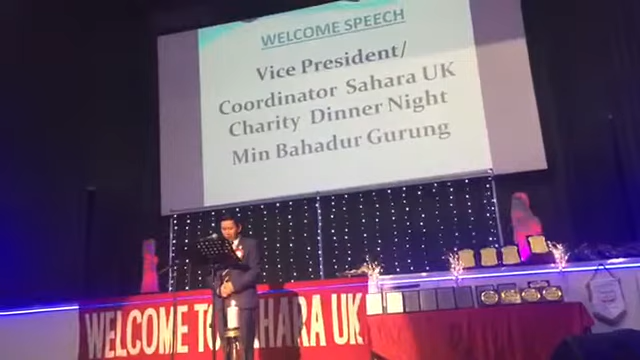 WELCOME SPEECH
Vice President/
Coordinator Sahara UK
Charity Dinner Night
Min Bahadur Gurung
WELCOME TO SAHARA UK